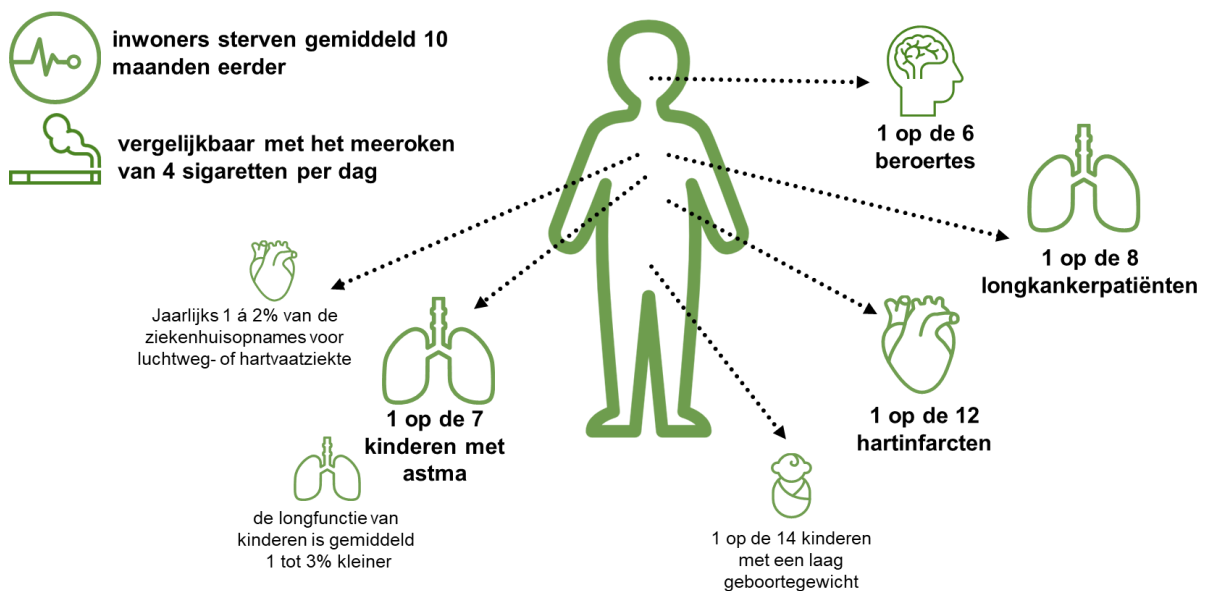 inwoners sterven gemiddeld 10
maanden eerder
vergelijkbaar met het meeroken
van 4 sigaretten per dag
1 op de 6
beroertes
1 op de 8
longkankerpatiënten
Jaarlijks 1 á 2% van de
ziekenhuisopnames voor
luchtweg- of hartvaatziekte
1 op de 7
kinderen met
astma
1 op de 12
hartinfarcten
de longfunctie van
kinderen is gemiddeld
1 tot 3% kleiner
1 op de 14 kinderen
met een laag
geboortegewicht